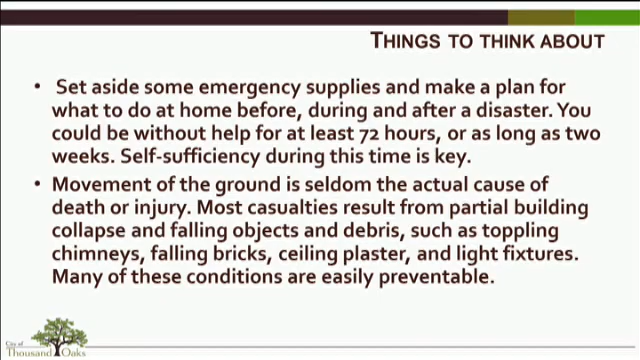 THINGS TO THINK ABOUT
• Set aside some emergency supplies and make a plan for
what to do at home before, during and after a disaster. You
could be without help for at least 72 hours, or as long as two
weeks. Self-sufficiency during this time is key.
• Movement of the ground is seldom the actual cause of
death or injury. Most casualties result from partial building
collapse and falling objects and debris, such as toppling
chimneys, falling bricks, ceiling plaster, and light fixtures.
Many of these conditions are easily preventable.
City of
Thousand Oaks